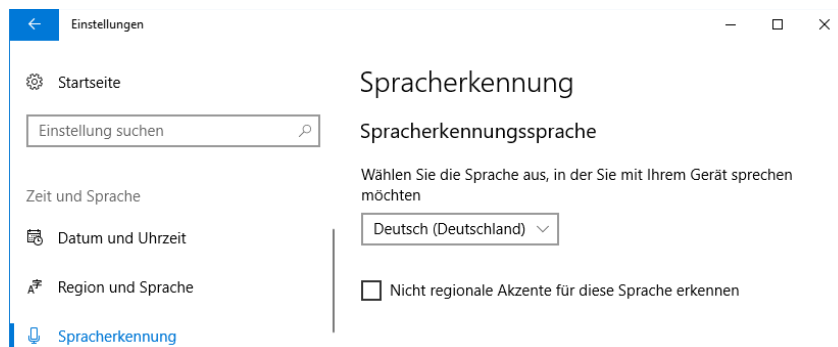 Einstellungen
Startseite
Einstellung suchen
Zeit und Sprache
Datum und Uhrzeit
Region und Sprache
Spracherkennung
Spracherkennung
Spracherkennungssprache
Wählen Sie die Sprache aus, in der Sie mit Ihrem Gerät sprechen
möchten
Deutsch (Deutschland)
Nicht regionale Akzente für diese Sprache erkennen